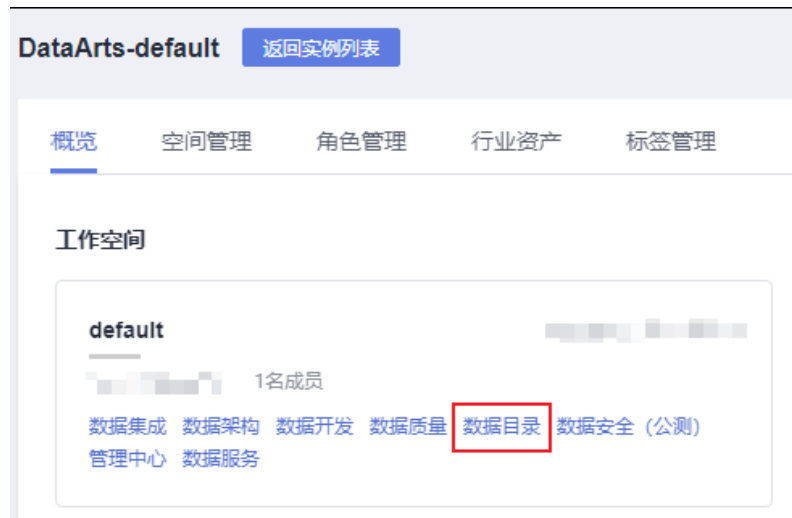 DataArts-default 返回实例列表
概览 空间管理 角色管理 行业资产 标签管理
工作空间
default
1名成员
数据集成 数据架构 数据开发 数据质量 数据目录 数据安全（公测）
管理中心 数据服务